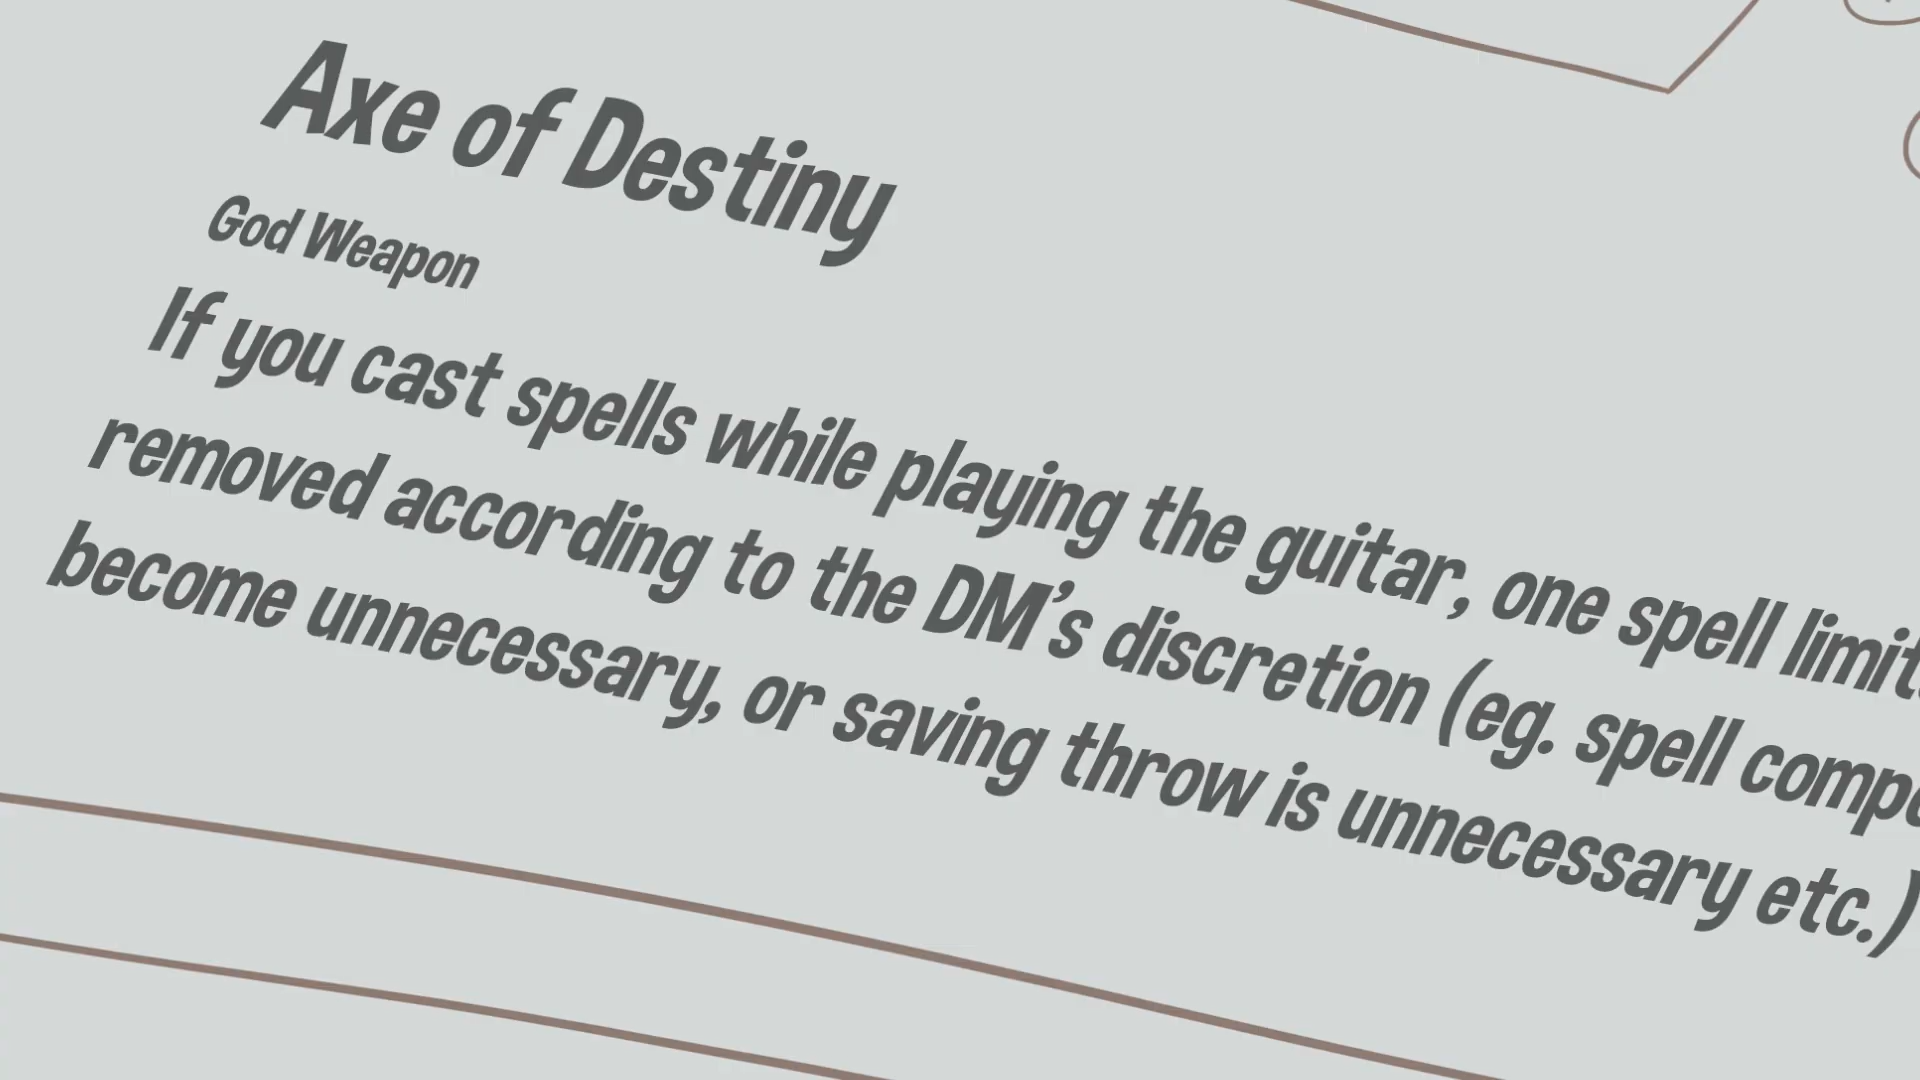 Axe of Destiny
God Weapon
If you cast spells while playing the guitar, one spell
removed according to the DM's discretion (eg. spell
become unnecessary, or saving throw is unnecessary etc.)